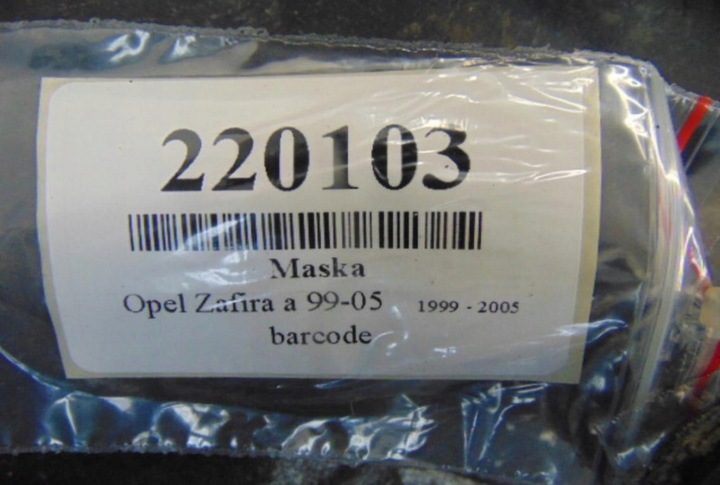 220103
Maska
Opel Zafira a 99-05 1999 - 2005
barcode